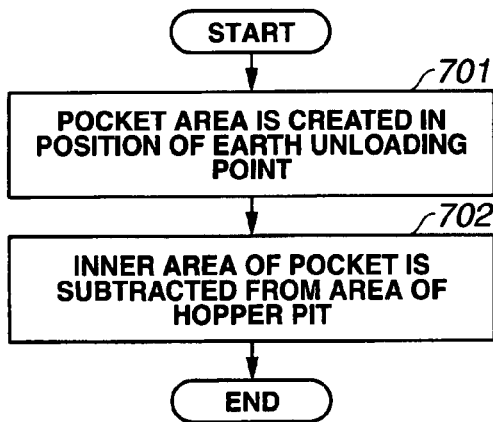 START
701
POCKET AREA IS CREATED IN
POSITION OF EARTH UNLOADING
POINT
702
INNER AREA OF POCKET IS
SUBTRACTED FROM AREA OF
HOPPER PIT
END